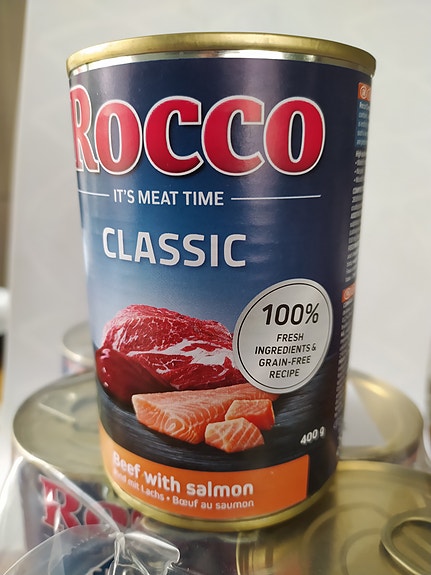 ROCCO
IT'S MEAT TIME
CLASSIC
100%
FRESH
INGREDIENTS &
GRAIN-FREE
RECIPE
400 g
Beef with salmon
Rind mit Lachs • Bœuf au saumon